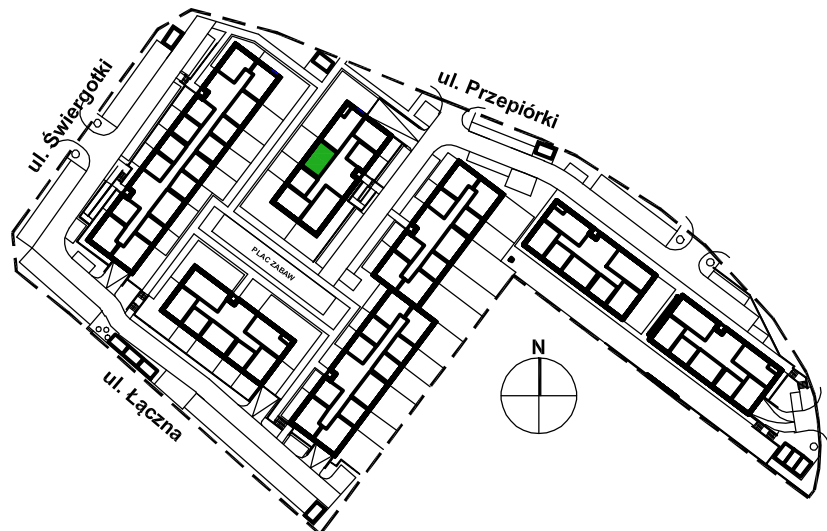 ul. Świergotki
ul. Przepiórki
PLAC ZABAW
N
ul. Łączna